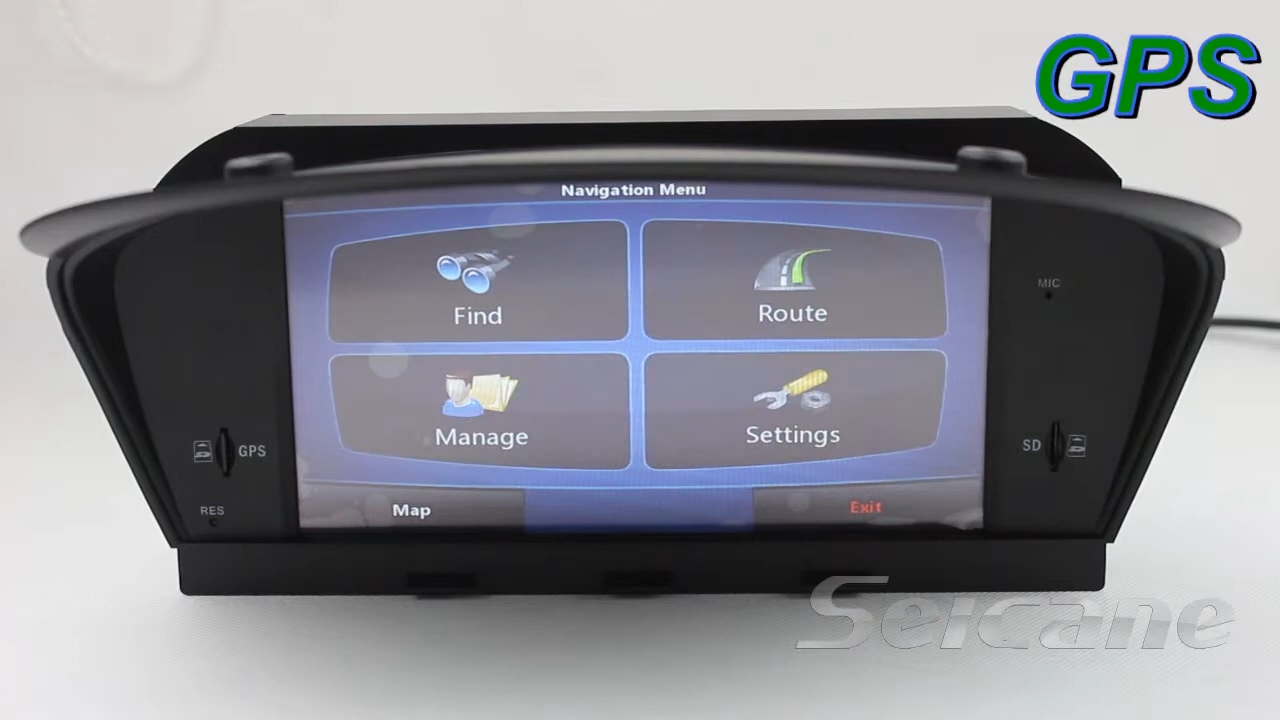 GPS
Navigation Menu
Find
Route
Manage
Settings
Map
Exit
MIC
GPS
SD
RES
Seicane